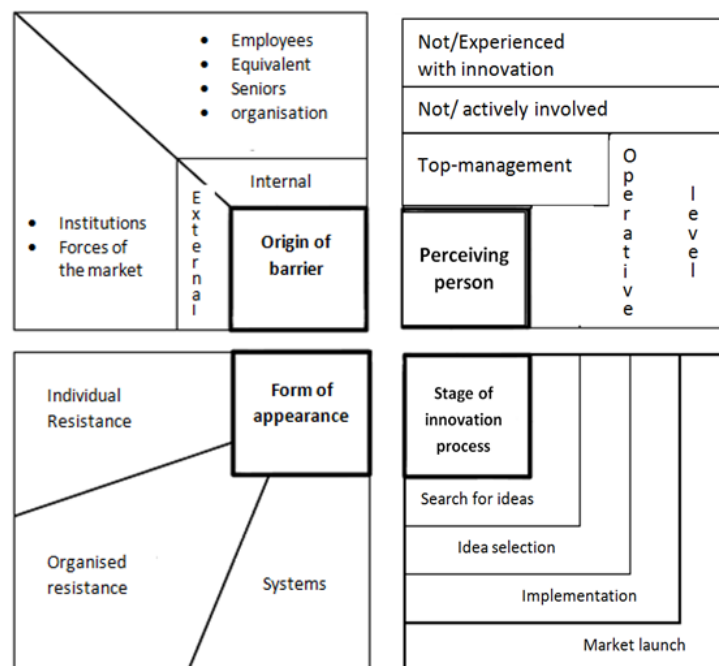 • Employees
• Equivalent
• Seniors
• organisation
Internal
External
• Institutions
• Forces of
the market
Origin of
barrier
Not/Experienced
with innovation
Not/ actively involved
Top-management
Operative
level
Perceiving
person
Individual
Resistance
Form of
appearance
Organised
resistance
Systems
Stage of
innovation
process
Search for ideas
Idea selection
Implementation
Market launch